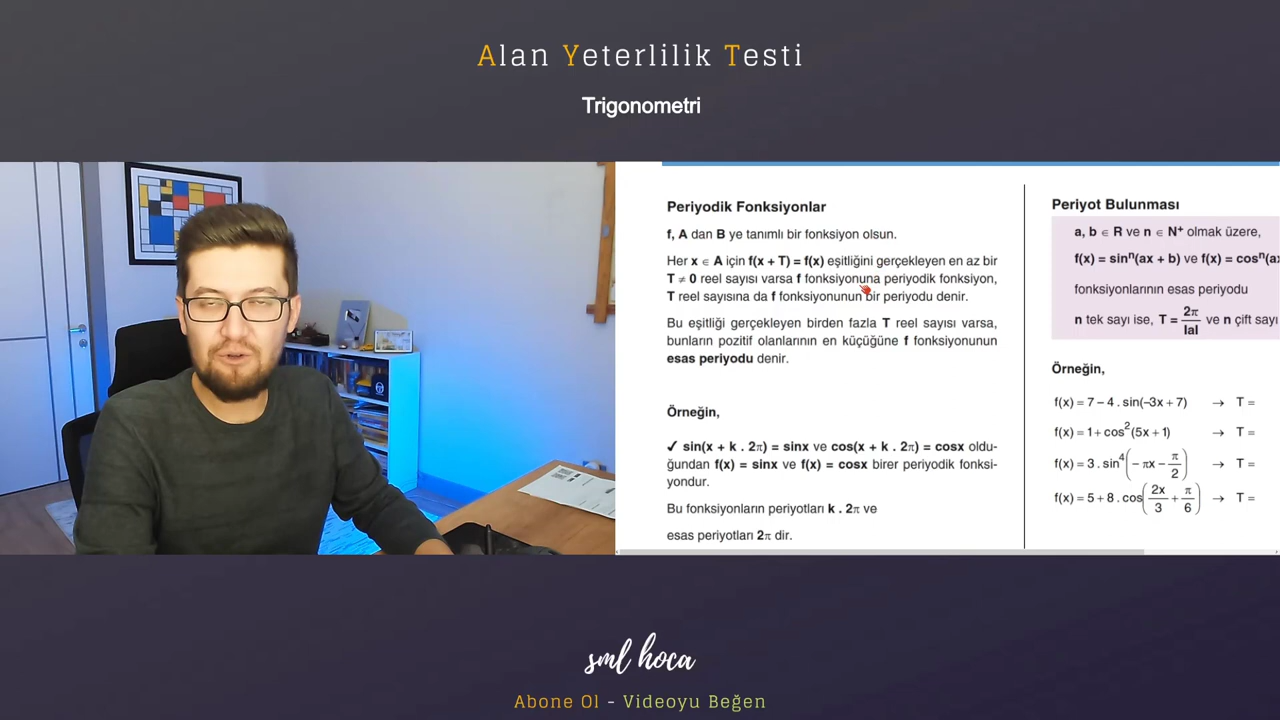 Alan Yeterlilik Testi
Trigonometri
Periyodik Fonksiyonlar
f, A dan B ye tanımlı bir fonksiyon olsun.
Her x ∈ A için f(x + T) = f(x) eşitliğini gerçekleyen en az bir
T ≠ 0 reel sayısı varsa f fonksiyonuna periyodik fonksiyon,
T reel sayısına da f fonksiyonunun bir periyodu denir.
Bu eşitliği gerçekleyen birden fazla T reel sayısı varsa,
bunların pozitif olanlarının en küçüğüne f fonksiyonunun
esas periyodu denir.
Örneğin,
✓ sin(x + k . 2π) = sinx ve cos(x + k . 2π) = cosx oldu-
ğundan f(x) = sinx ve f(x) = cosx birer periyodik fonksi-
yondur.
Bu fonksiyonların periyotları k . 2π ve
esas periyotları 2π dir.
Periyot Bulunması
a, b ∈ R ve n ∈ N⁺ olmak üzere,
f(x) = sinⁿ(ax + b) ve f(x) = cosⁿ(ax
fonksiyonlarının esas periyodu
n tek sayı ise, T = 2π/|a| ve n çift sayı
Örneğin,
f(x) = 7 – 4 . sin(–3x + 7) → T =
f(x) = 1 + cos²(5x + 1) → T =
f(x) = 3 . sin⁴(– πx – π/2) → T =
f(x) = 5 + 8 . cos(2x/3 + π/6) → T =
sml hoca
Abone Ol - Videoyu Beğen